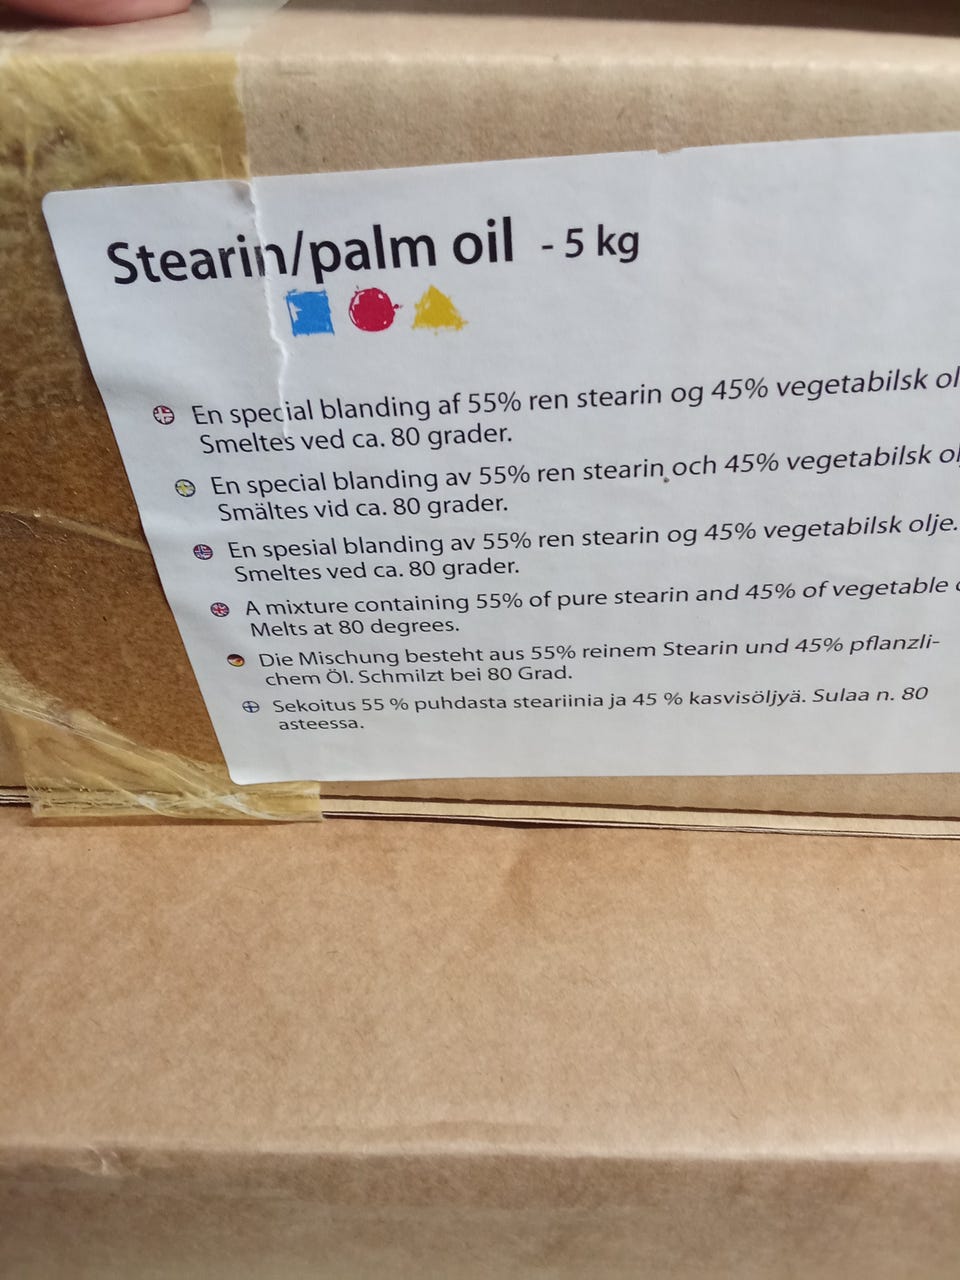 Stearin/palm oil - 5 kg
En special blanding af 55% ren stearin og 45% vegetabilsk
Smeltes ved ca. 80 grader.
En special blanding av 55% ren stearin och 45% vegetabilsk
Smältes vid ca. 80 grader.
En spesial blanding av 55% ren stearin og 45% vegetabilsk olje.
Smeltes ved ca. 80 grader.
A mixture containing 55% of pure stearin and 45% of vegetable
Melts at 80 degrees.
Die Mischung besteht aus 55% reinem Stearin und 45% pflanzli-
chem Öl. Schmilzt bei 80 Grad.
Sekoitus 55 % puhdasta steariinia ja 45 % kasvisöljyä. Sulaa n. 80
asteessa.